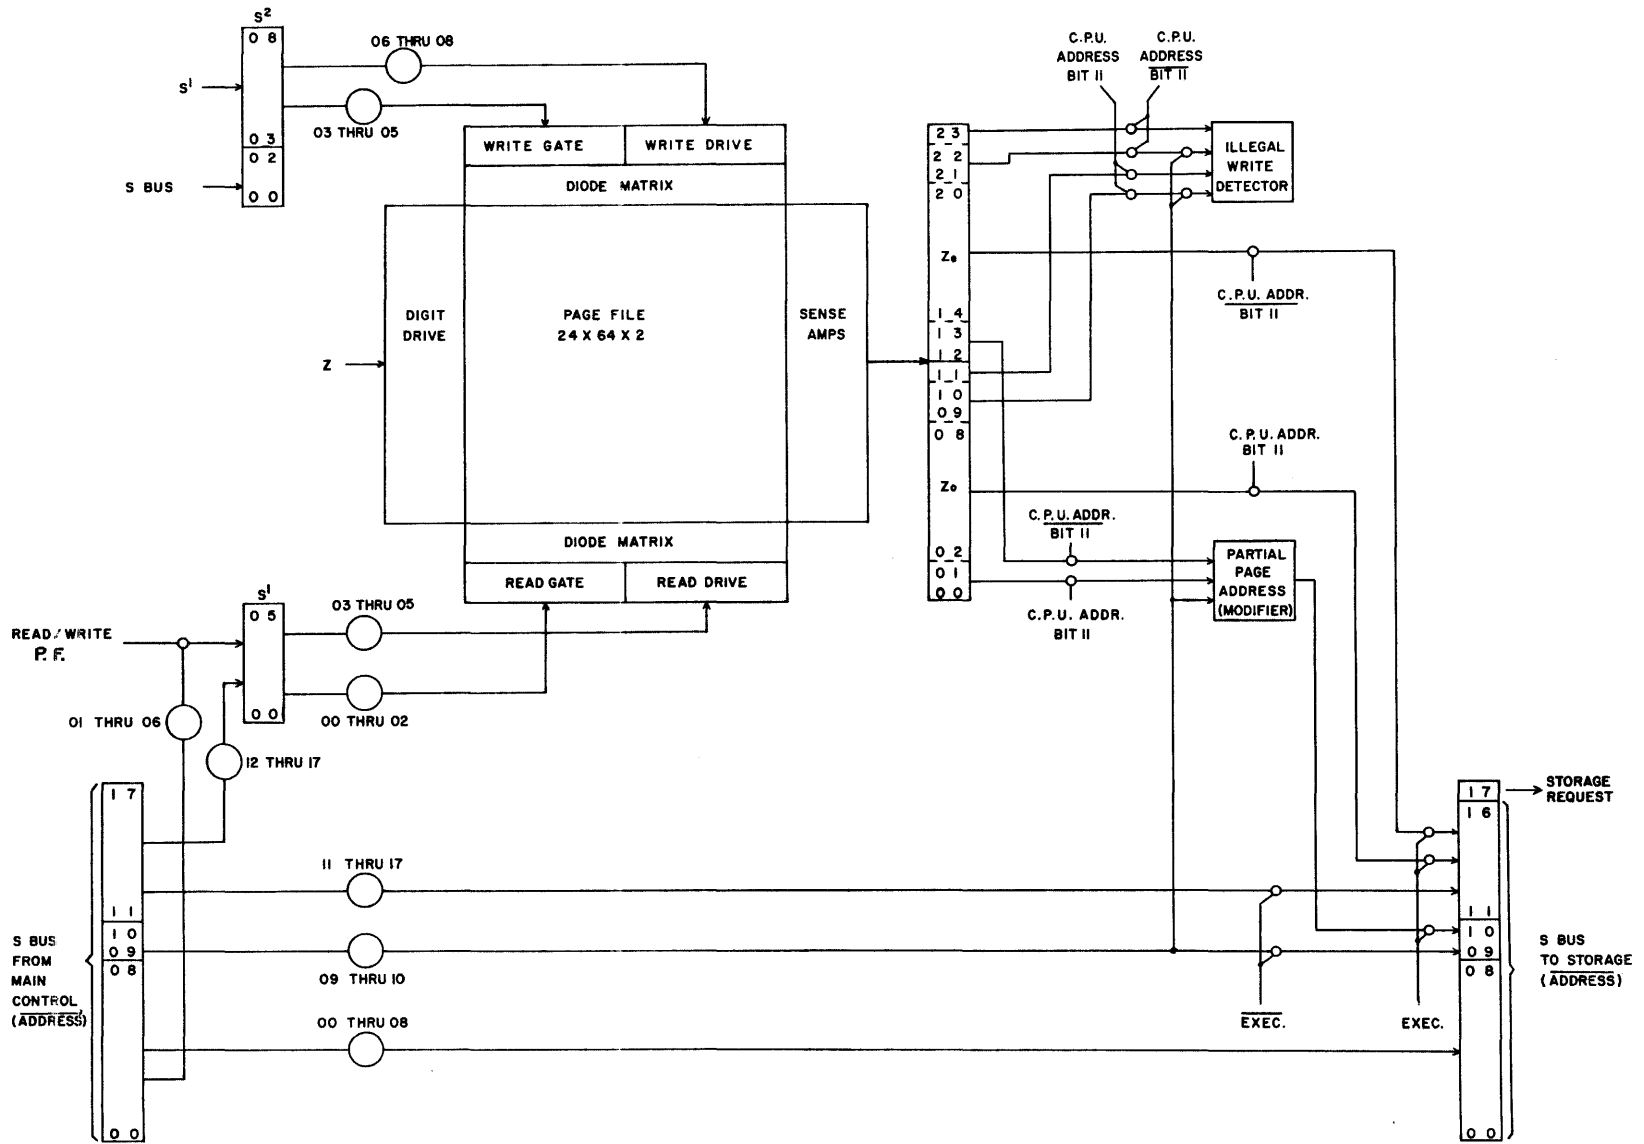 S²
0 8
06 THRU 08
S¹
03 THRU 05
0 3
0 2
S BUS
0 0
WRITE GATE
WRITE DRIVE
DIODE MATRIX
DIGIT
DRIVE
PAGE FILE
24 X 64 X 2
SENSE
AMPS
Z
DIODE MATRIX
READ GATE
READ DRIVE
C.P.U.
ADDRESS
BIT 11
C.P.U.
ADDRESS
BIT 11
2 3
2 2
2 1
2 0
Zₑ
1 4
1 3
1 2
1 1
1 0
0 9
0 8
Z₀
0 2
0 1
0 0
ILLEGAL
WRITE
DETECTOR
C.P.U. ADDR.
BIT 11
C.P.U. ADDR.
BIT 11
C.P.U. ADDR.
BIT 11
C.P.U. ADDR.
BIT 11
PARTIAL
PAGE
ADDRESS
(MODIFIER)
S¹
0 5
0 0
03 THRU 05
00 THRU 02
READ/WRITE
P.F.
01 THRU 06
12 THRU 17
1 7
1 1
1 0
0 9
0 8
0 0
S BUS
FROM
MAIN
CONTROL
(ADDRESS)
11 THRU 17
09 THRU 10
00 THRU 08
EXEC.
EXEC.
1 7
1 6
1 1
1 0
0 9
0 8
0 0
STORAGE
REQUEST
S BUS
TO STORAGE
(ADDRESS)